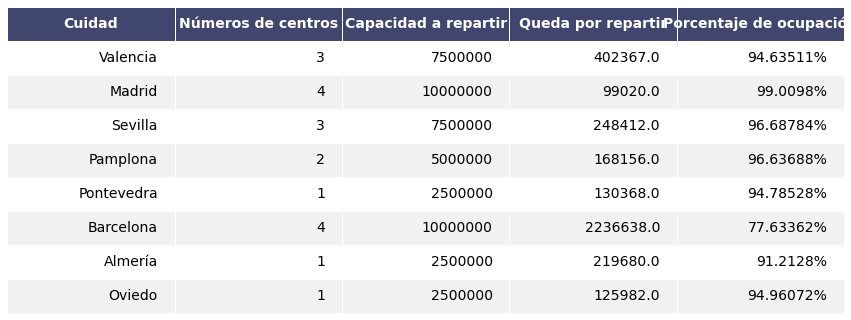 Cuidad Números de centros Capacidad a repartir Queda por repartir Porcentaje de ocupació
Valencia 3 7500000 402367.0 94.63511%
Madrid 4 10000000 99020.0 99.0098%
Sevilla 3 7500000 248412.0 96.68784%
Pamplona 2 5000000 168156.0 96.63688%
Pontevedra 1 2500000 130368.0 94.78528%
Barcelona 4 10000000 2236638.0 77.63362%
Almería 1 2500000 219680.0 91.2128%
Oviedo 1 2500000 125982.0 94.96072%